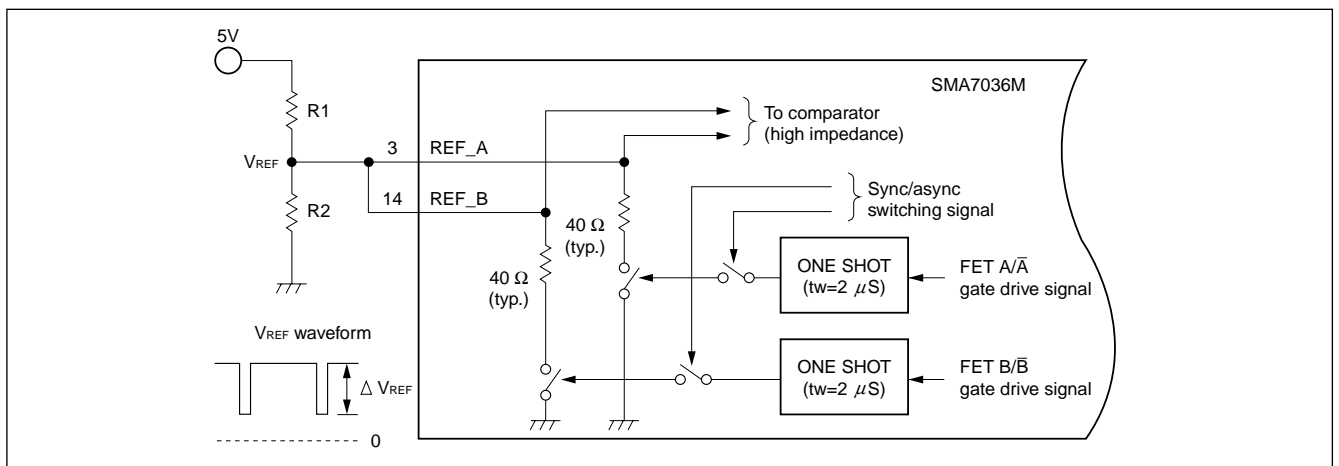 5V
R1
VREF
R2
3
REF_A
14
REF_B
SMA7036M
To comparator
(high impedance)
Sync/async
switching signal
40 Ω
(typ.)
40 Ω
(typ.)
ONE SHOT
(tw=2 μS)
FET A/A̅
gate drive signal
ONE SHOT
(tw=2 μS)
FET B/B̅
gate drive signal
VREF waveform
Δ VREF
0